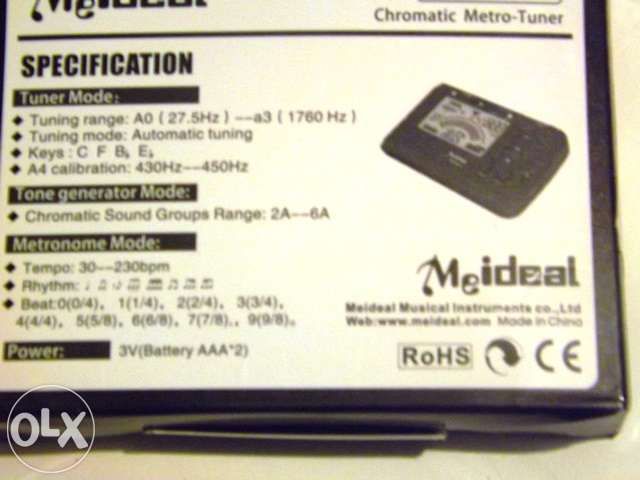 Meideal
Chromatic Metro-Tuner
SPECIFICATION
Tuner Mode:
◆ Tuning range: A0 ( 27.5Hz ) ––a3 ( 1760 Hz )
◆ Tuning mode: Automatic tuning
◆ Keys : C F B♭ E♭
◆ A4 calibration: 430Hz––450Hz
Tone generator Mode:
◆ Chromatic Sound Groups Range: 2A––6A
Metronome Mode:
◆ Tempo: 30––230bpm
◆ Rhythm:
◆ Beat:0(0/4), 1(1/4), 2(2/4), 3(3/4),
4(4/4), 5(5/8), 6(6/8), 7(7/8)., 9(9/8)。
Power: 3V(Battery AAA*2)
Meideal
Meideal Musical Instruments co.,Ltd
Web:www.meideal.com Made in China
RoHS CE
OLX